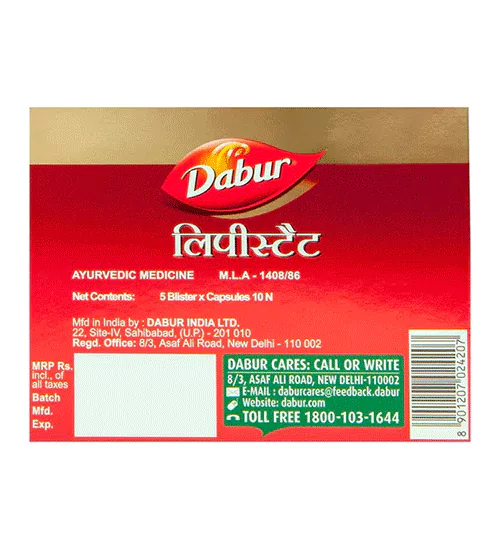 Dabur
लिपीस्टैट
AYURVEDIC MEDICINE M.L.A - 1408/86
Net Contents: 5 Blister x Capsules 10 N
Mfd in India by : DABUR INDIA LTD.
22, Site-IV, Sahibabad, (U.P.) - 201 010
Regd. Office: 8/3, Asaf Ali Road, New Delhi - 110 002
MRP Rs.
incl., of
all taxes
Batch
Mfd.
Exp.
DABUR CARES: CALL OR WRITE
8/3, ASAF ALI ROAD, NEW DELHI-110002
E-MAIL : daburcares@feedback.dabur
Website: dabur.com
TOLL FREE 1800-103-1644
8 901207 024207